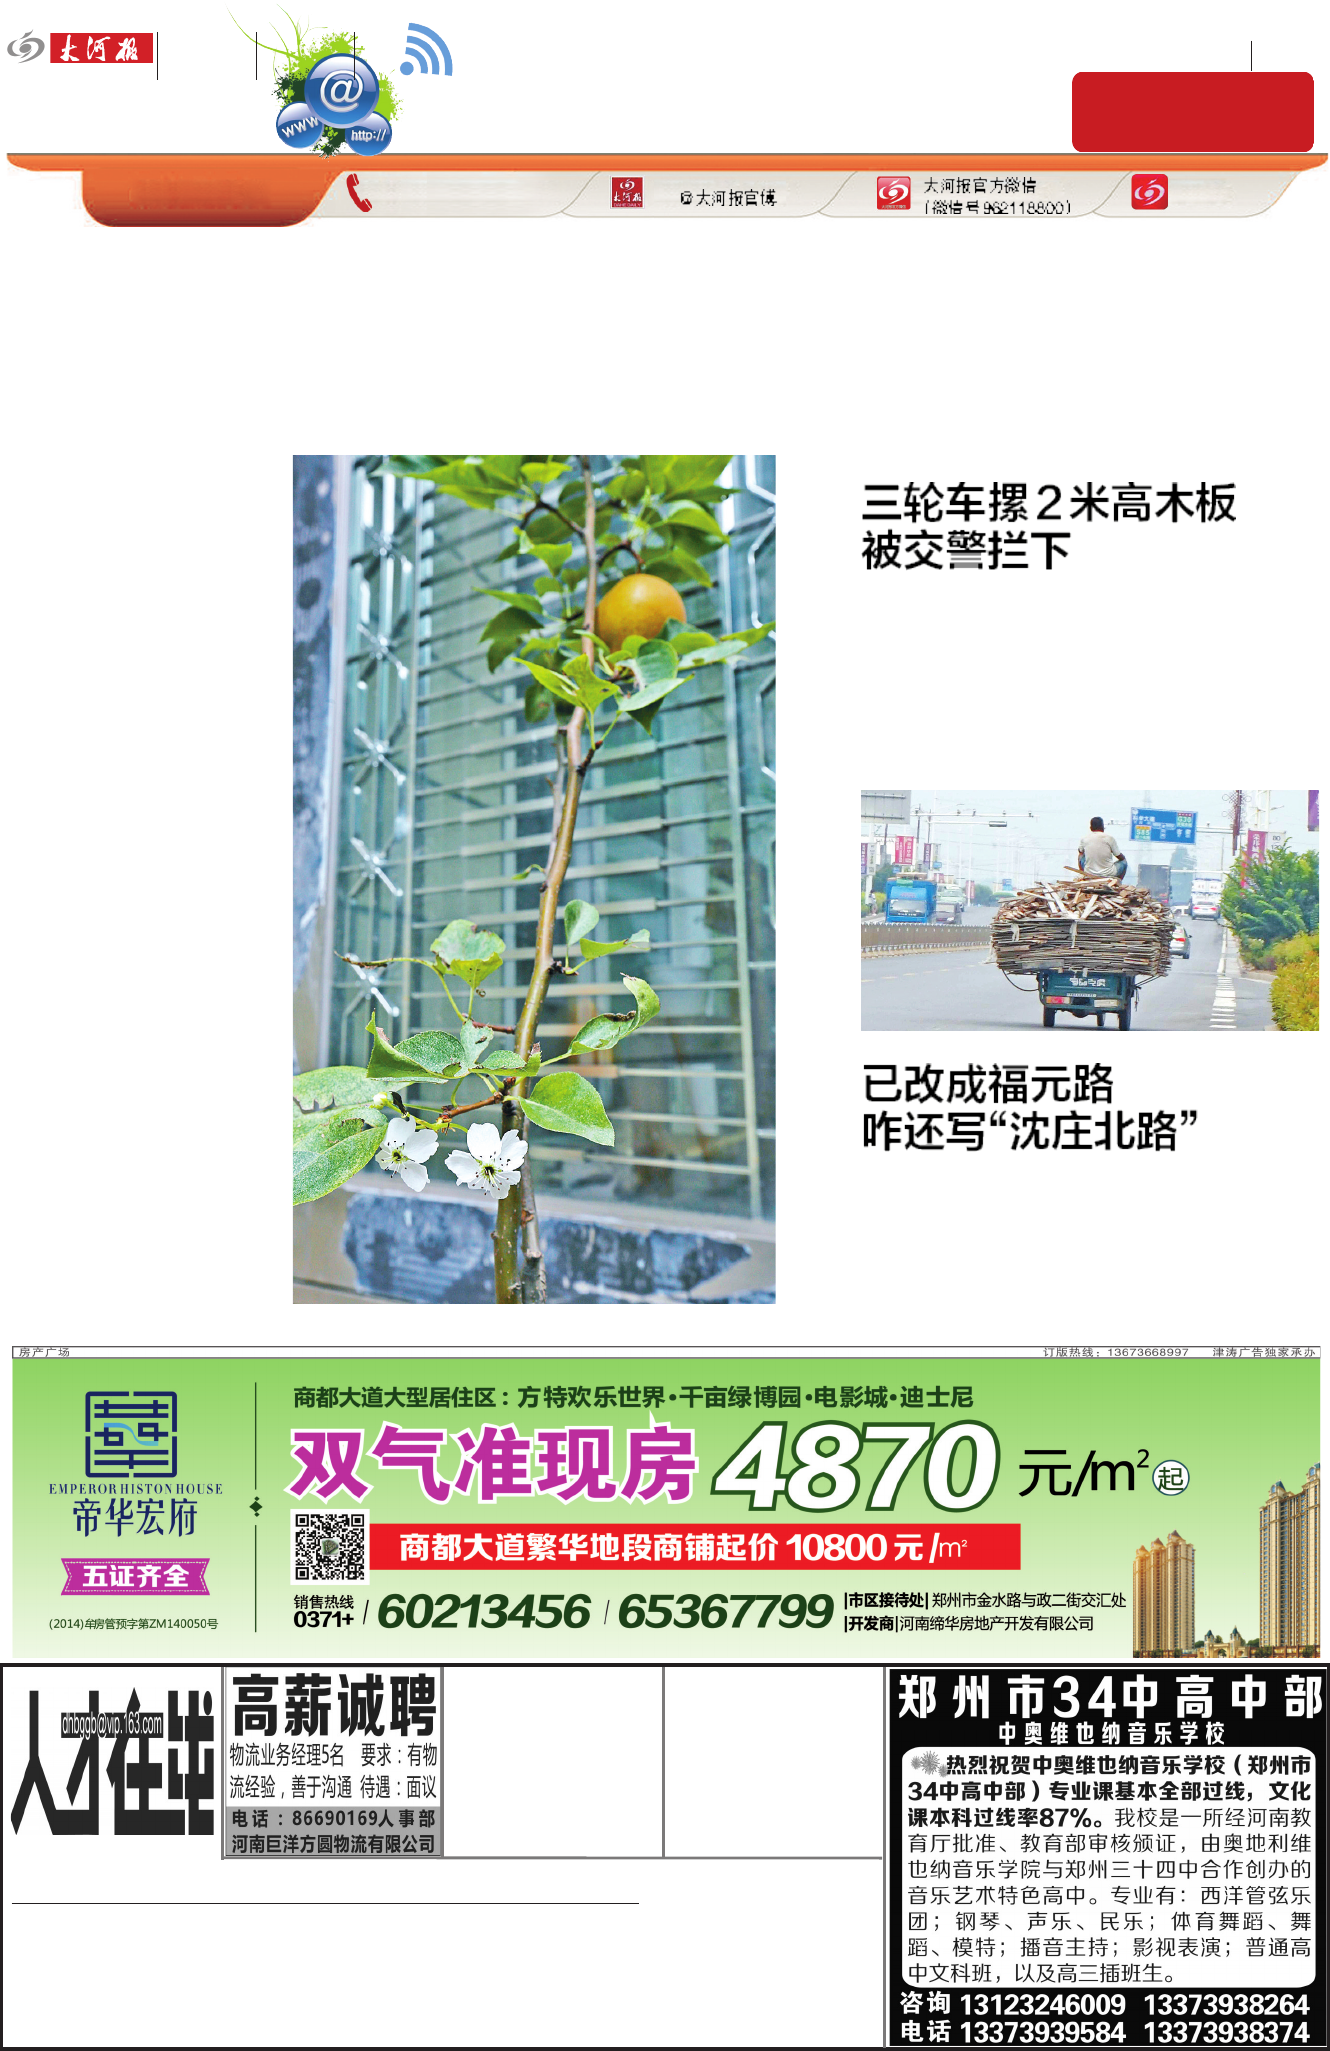 大河报
@
www
http://
@大河报官博
大河报官方微信
(微信号962118800)
三轮车摞２米高木板
被交警拦下
已改成福元路
咋还写“沈庄北路”
房产广场
订版热线：13673668997 津涛广告独家承办
商都大道大型居住区：方特欢乐世界·千亩绿博园·电影城·迪士尼
双气准现房4870元/m²起
EMPEROR HISTON HOUSE
帝华宏府
商都大道繁华地段商铺起价10800元/m²
五证齐全
(2014)牟房管预字第ZM140050号
销售热线
0371+ / 60213456 / 65367799
|市区接待处|郑州市金水路与政二街交汇处
|开发商|河南缔华房地产开发有限公司
人才在线
dhbggb@vip.163.com
高薪诚聘
物流业务经理5名 要求：有物
流经验，善于沟通 待遇：面议
电话：86690169人事部
河南巨洋方圆物流有限公司
郑州市34中高中部
中奥维也纳音乐学校
热烈祝贺中奥维也纳音乐学校（郑州市
34中高中部）专业课基本全部过线，文化
课本科过线率87%。我校是一所经河南教
育厅批准、教育部审核颁证，由奥地利维
也纳音乐学院与郑州三十四中合作创办的
音乐艺术特色高中。专业有：西洋管弦乐
团；钢琴、声乐、民乐；体育舞蹈、舞
蹈、模特；播音主持；影视表演；普通高
中文科班，以及高三插班生。
咨询 13123246009 13373938264
电话 13373939584 13373938374